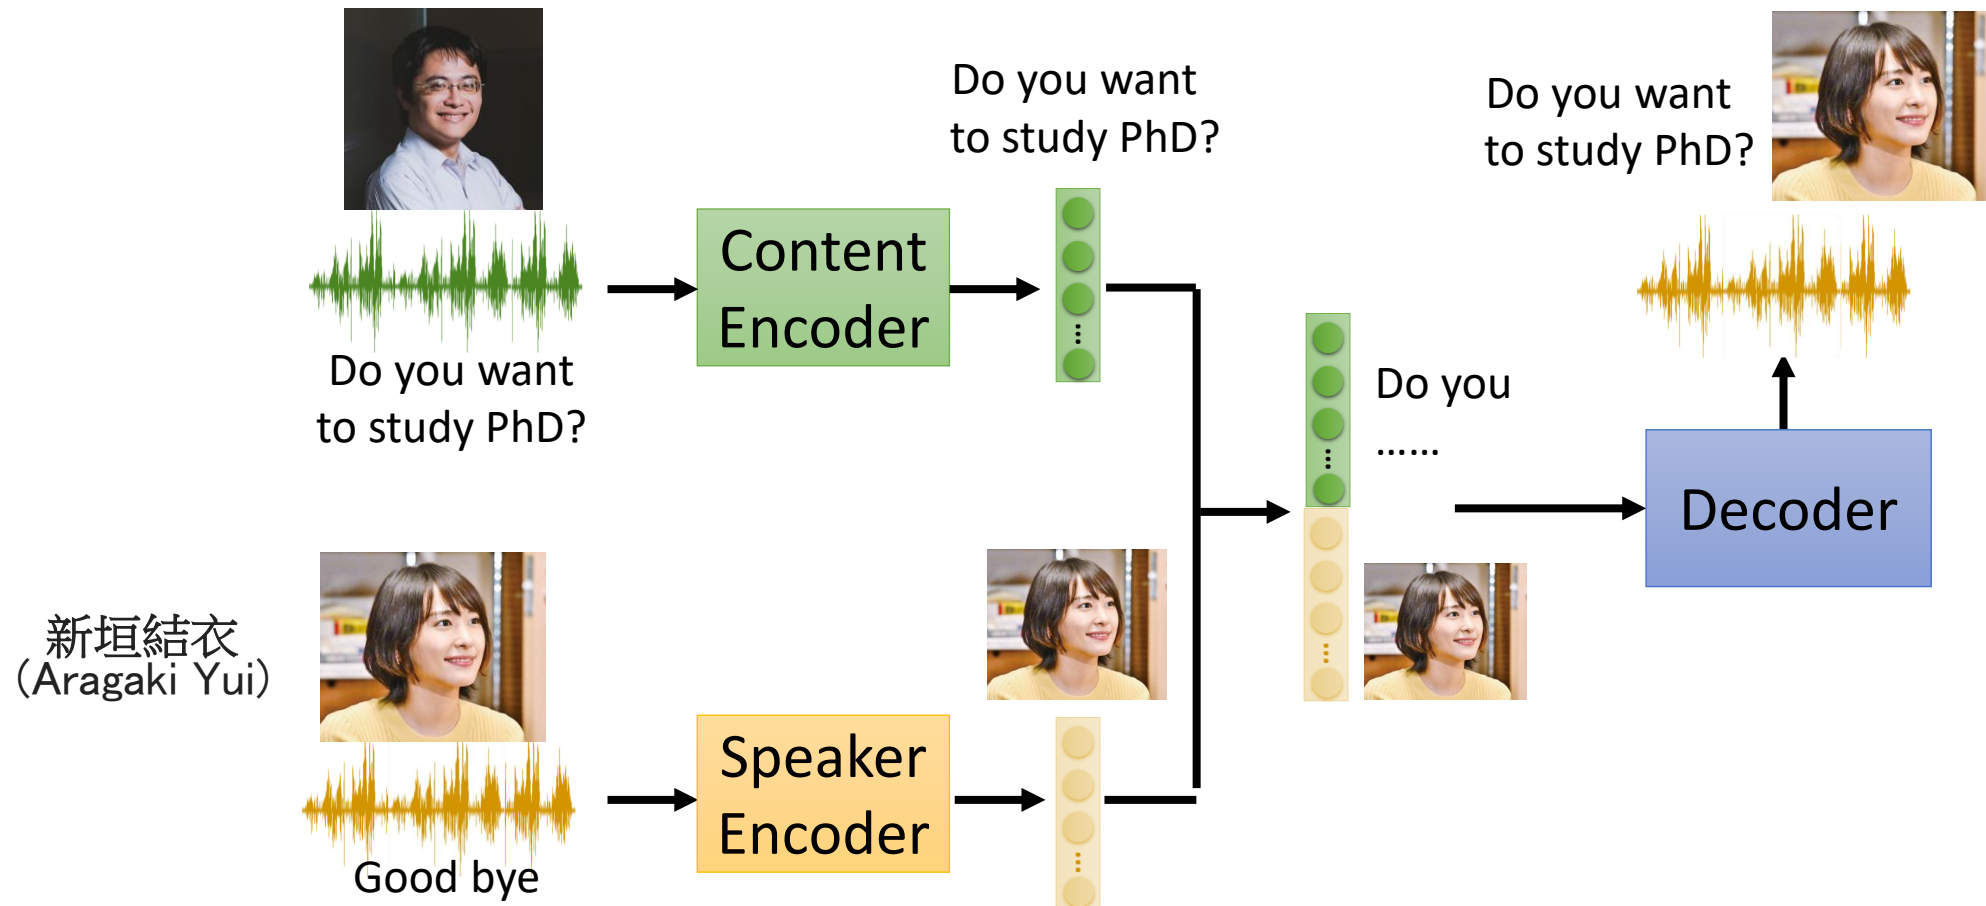 Do you want
to study PhD?
Content
Encoder
Do you want
to study PhD?
Do you want
to study PhD?
Do you
......
Decoder
新垣結衣
(Aragaki Yui)
Good bye
Speaker
Encoder